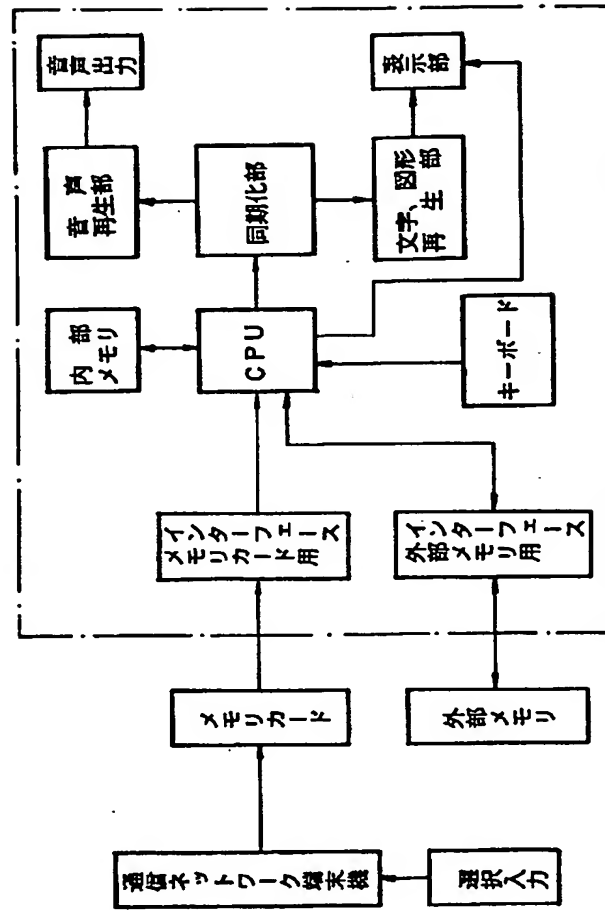 音声出力
音 声
再生部
内 部
メモリ
同期化部
表示部
文字、図形
再 生 部
CPU
キーボード
インターフェース
メモリカード用
インターフェース
外部メモリ用
メモリカード
外部メモリ
通信ネットワーク端末機
選択入力